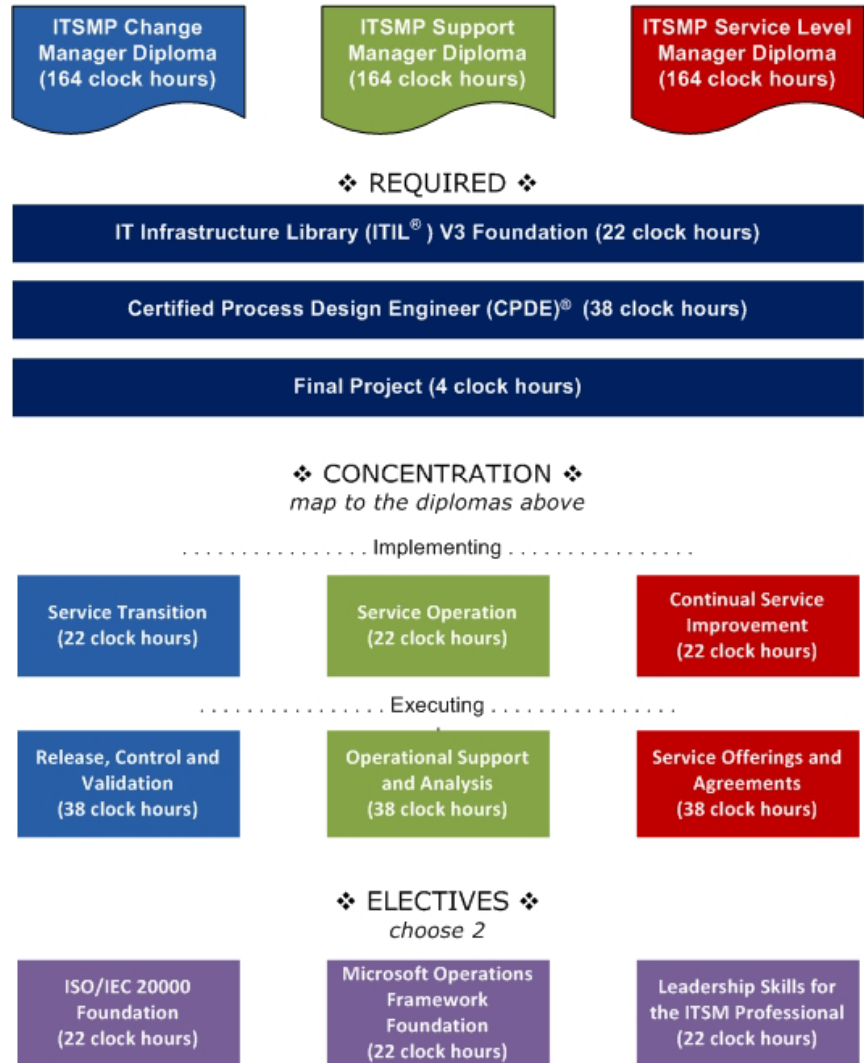 ITSMP Change
Manager Diploma
(164 clock hours)
ITSMP Support
Manager Diploma
(164 clock hours)
ITSMP Service Level
Manager Diploma
(164 clock hours)
❖ REQUIRED ❖
IT Infrastructure Library (ITIL® ) V3 Foundation (22 clock hours)
Certified Process Design Engineer (CPDE)® (38 clock hours)
Final Project (4 clock hours)
❖ CONCENTRATION ❖
map to the diplomas above
. . . . . . . . . . . . . . . . Implementing . . . . . . . . . . . . . . . .
Service Transition
(22 clock hours)
Service Operation
(22 clock hours)
Continual Service
Improvement
(22 clock hours)
. . . . . . . . . . . . . . . . Executing . . . . . . . . . . . . . . . .
Release, Control and
Validation
(38 clock hours)
Operational Support
and Analysis
(38 clock hours)
Service Offerings and
Agreements
(38 clock hours)
❖ ELECTIVES ❖
choose 2
ISO/IEC 20000
Foundation
(22 clock hours)
Microsoft Operations
Framework
Foundation
(22 clock hours)
Leadership Skills for
the ITSM Professional
(22 clock hours)